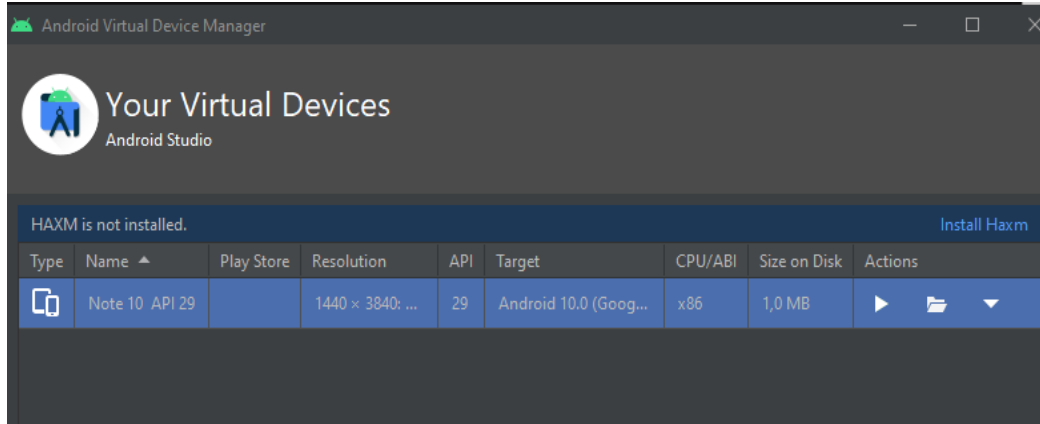 Android Virtual Device Manager
Your Virtual Devices
Android Studio
HAXM is not installed. Install Haxm
Type Name Play Store Resolution API Target CPU/ABI Size on Disk Actions
Note 10 API 29 1440 × 3840: ... 29 Android 10.0 (Goog... x86 1,0 MB